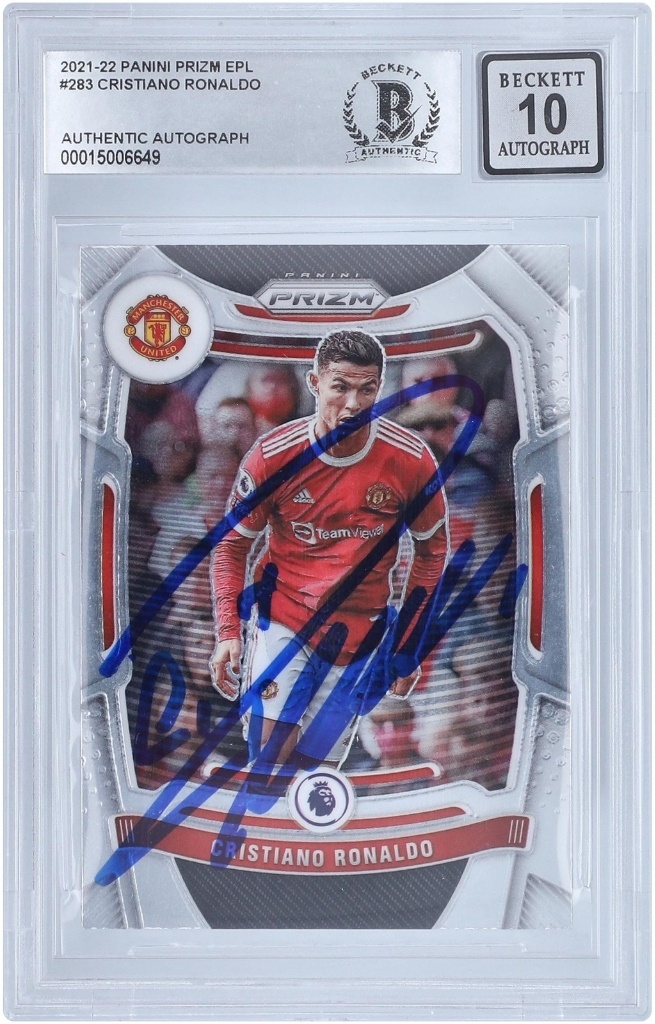 2021-22 PANINI PRIZM EPL
#283 CRISTIANO RONALDO
AUTHENTIC AUTOGRAPH
00015006649
BECKETT
B
AUTHENTIC
BECKETT
10
AUTOGRAPH
PANINI
PRIZM
MANCHESTER
UNITED
adidas
TeamViewer
CRISTIANO RONALDO